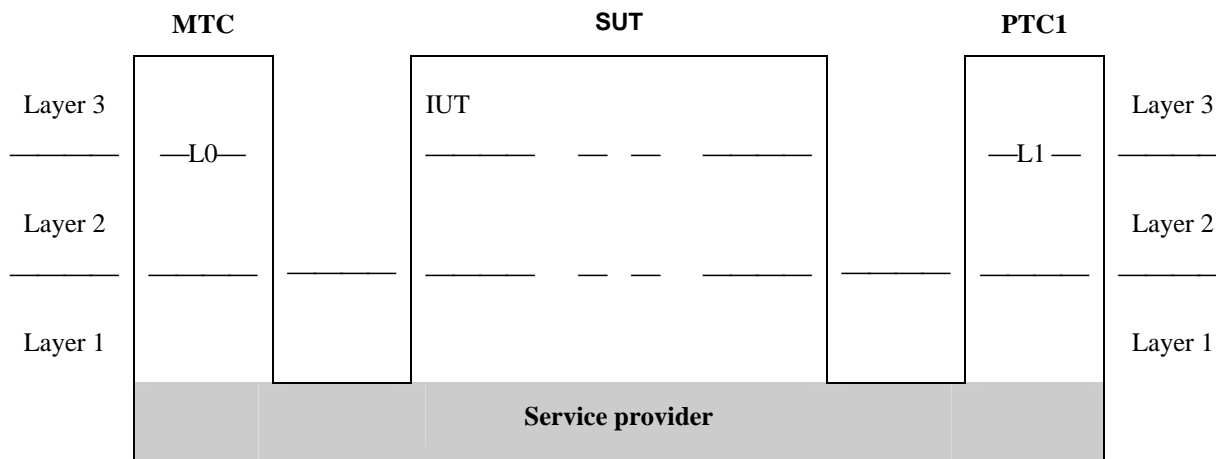 MTC SUT PTC1
Layer 3 IUT Layer 3
L0 L1
Layer 2 Layer 2
Layer 1 Layer 1
Service provider